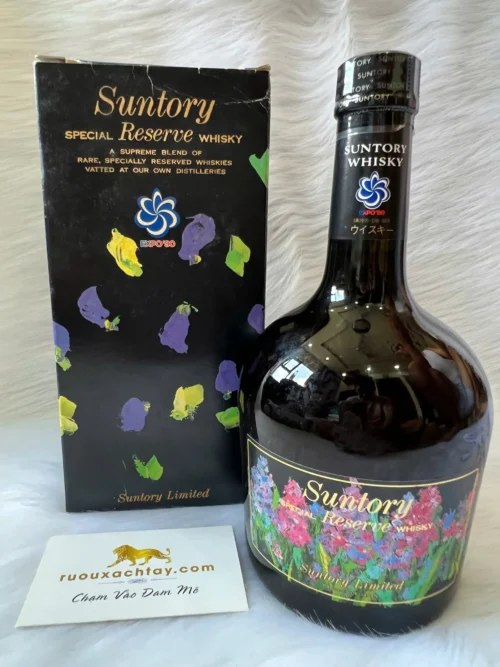 Suntory
SPECIAL Reserve WHISKY
A SUPREME BLEND OF
RARE, SPECIALLY RESERVED WHISKIES
VATTED AT OUR OWN DISTILLERIES
EXPO'90
Suntory Limited
SUNTORY
SUNTORY
SUNTORY
WHISKY
EXPO'90
ウイスキー
Suntory
SPECIAL Reserve WHISKY
Suntory Limited
ruouxachtay.com
Chạm Vào Đam Mê